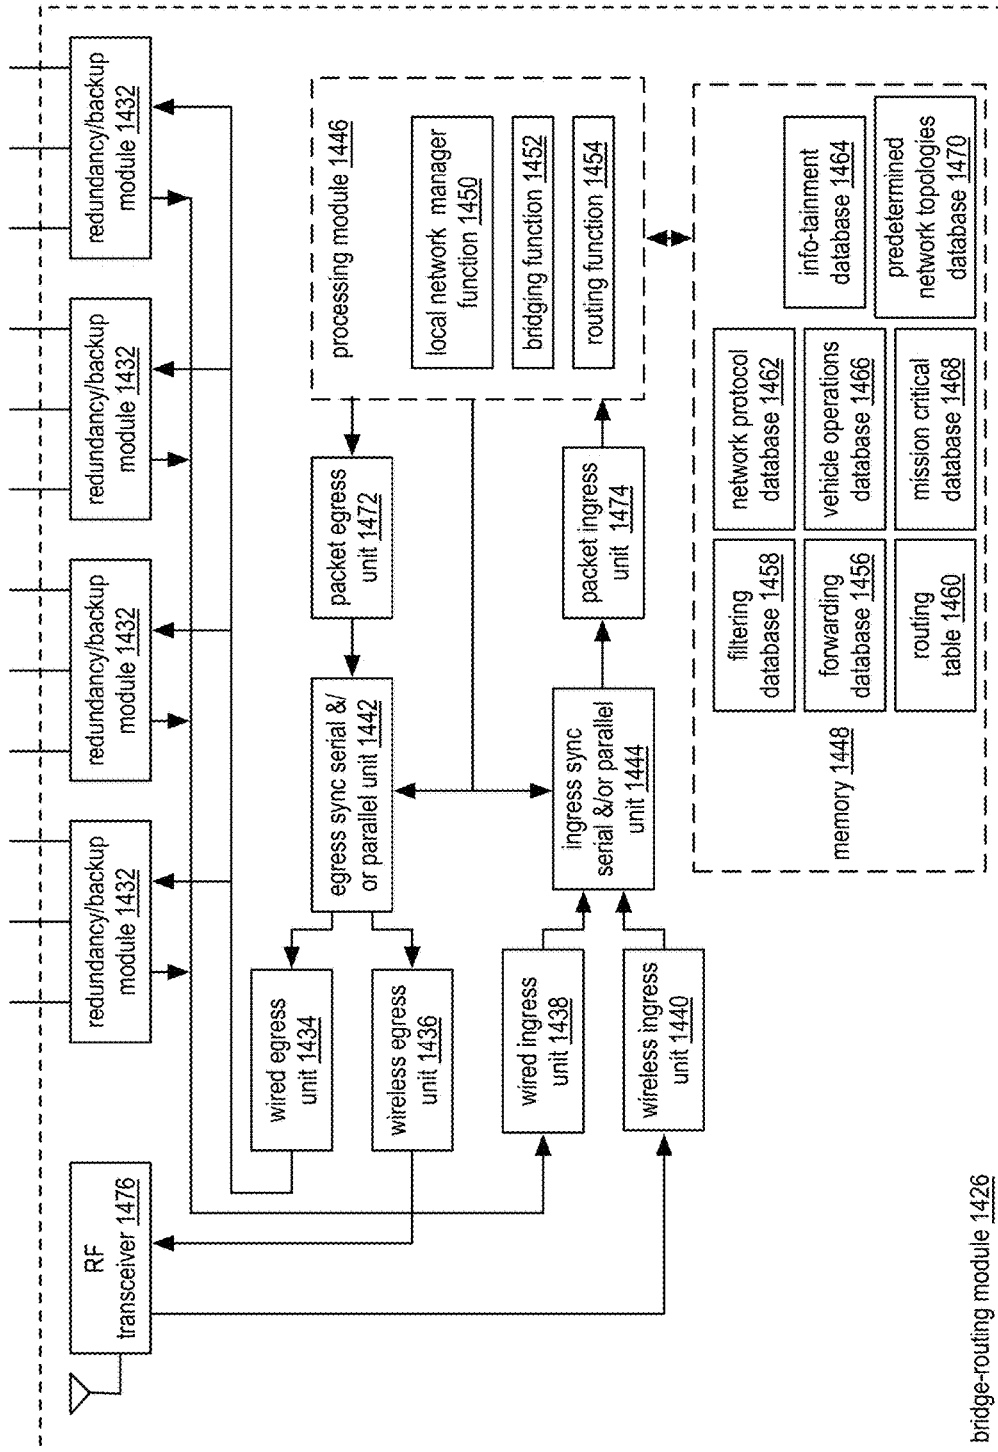 RF
transceiver 1476
redundancy/backup
module 1432
redundancy/backup
module 1432
redundancy/backup
module 1432
redundancy/backup
module 1432
wired egress
unit 1434
wireless egress
unit 1436
egress sync serial &/
or parallel unit 1442
packet egress
unit 1472
processing module 1446
local network manager
function 1450
bridging function 1452
routing function 1454
wired ingress
unit 1438
wireless ingress
unit 1440
ingress sync
serial &/or parallel
unit 1444
packet ingress
unit 1474
memory 1448
filtering
database 1458
network protocol
database 1462
forwarding
database 1456
vehicle operations
database 1466
info-tainment
database 1464
routing
table 1460
mission critical
database 1468
predetermined
network topologies
database 1470
bridge-routing module 1426